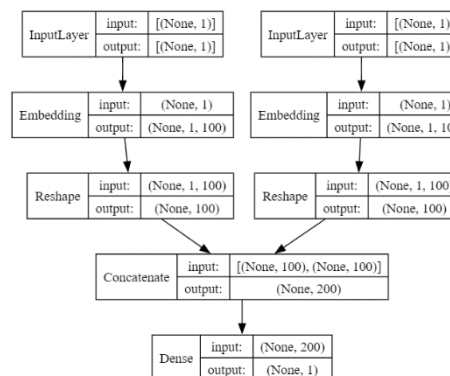 InputLayer input: [(None, 1)]
output: [(None, 1)]
InputLayer input: [(None, 1)]
output: [(None, 1)]
Embedding input: (None, 1)
output: (None, 1, 100)
Embedding input: (None, 1)
output: (None, 1, 10
Reshape input: (None, 1, 100)
output: (None, 100)
Reshape input: (None, 1, 100)
output: (None, 100)
Concatenate input: [(None, 100), (None, 100)]
output: (None, 200)
Dense input: (None, 200)
output: (None, 1)